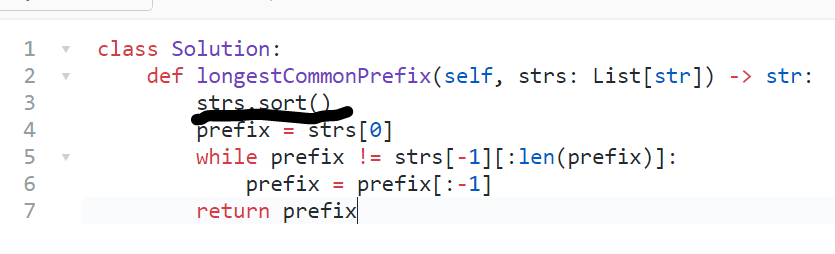 1 class Solution:
2     def longestCommonPrefix(self, strs: List[str]) -> str:
3         strs.sort()
4         prefix = strs[0]
5         while prefix != strs[-1][:len(prefix)]:
6             prefix = prefix[:-1]
7         return prefix